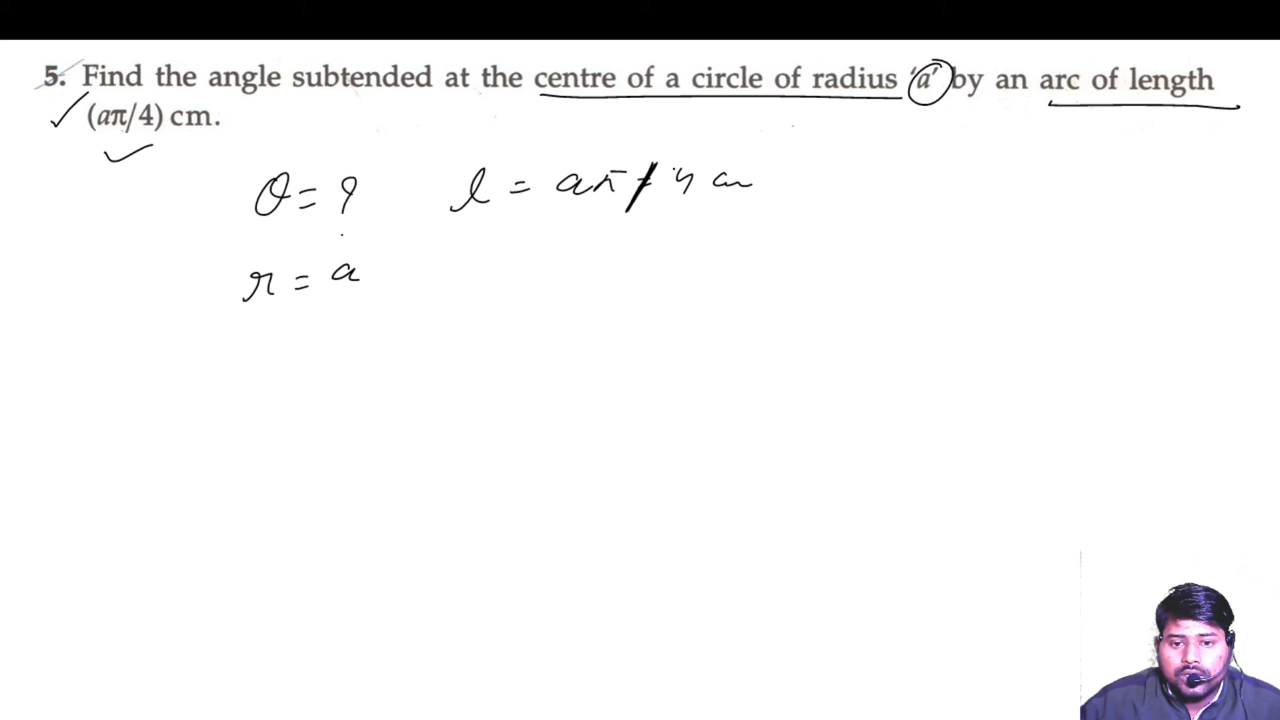 5. Find the angle subtended at the centre of a circle of radius 'a' by an arc of length
(aπ/4) cm.
θ = ? l = aπ/4 cm
r = a